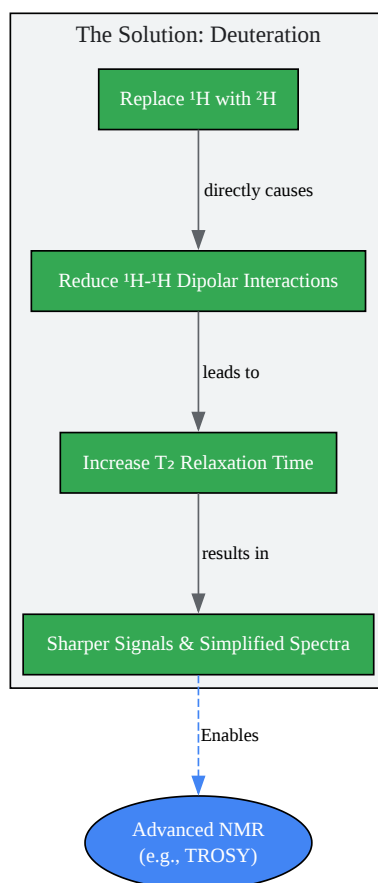 The Solution: Deuteration
Replace ¹H with ²H
directly causes
Reduce ¹H-¹H Dipolar Interactions
leads to
Increase T₂ Relaxation Time
results in
Sharper Signals & Simplified Spectra
Enables
Advanced NMR
(e.g., TROSY)